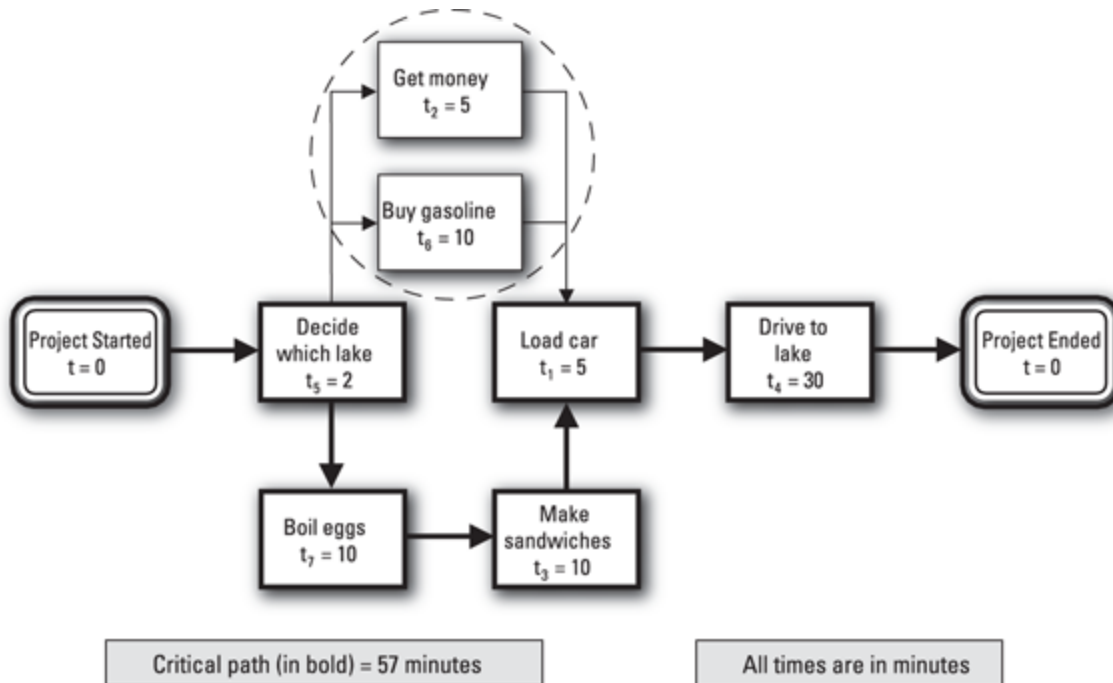 Get money
t₂ = 5
Buy gasoline
t₆ = 10
Project Started
t = 0
Decide
which lake
t₅ = 2
Load car
t₁ = 5
Drive to
lake
t₄ = 30
Project Ended
t = 0
Boil eggs
t₇ = 10
Make
sandwiches
t₃ = 10
Critical path (in bold) = 57 minutes
All times are in minutes